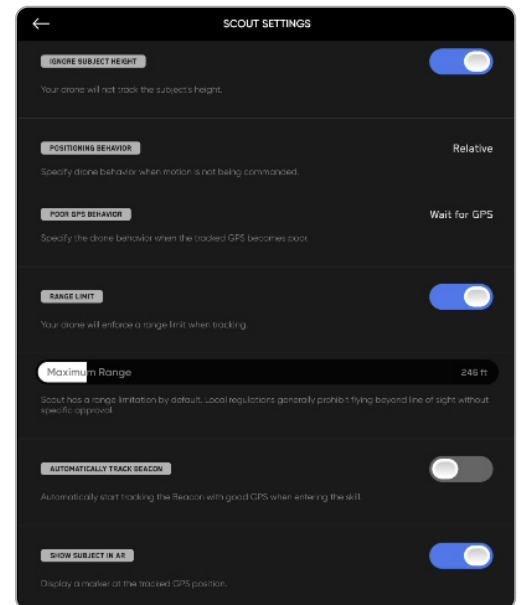 SCOUT SETTINGS
IGNORE SUBJECT HEIGHT
Your drone will not track the subject's height.
POSITIONING BEHAVIOR
Relative
Specify drone behavior when motion is not being commanded.
POOR GPS BEHAVIOR
Wait for GPS
Specify the drone behavior when the tracked GPS becomes poor.
RANGE LIMIT
Your drone will enforce a range limit when tracking.
Maximum Range
246 ft
Scout has a range limitation by default. Local regulations generally prohibit flying beyond line of sight without
specific approval.
AUTOMATICALLY TRACK BEACON
Automatically start tracking the Beacon with good GPS when entering the skill.
SHOW SUBJECT IN AR
Display a marker at the tracked GPS position.